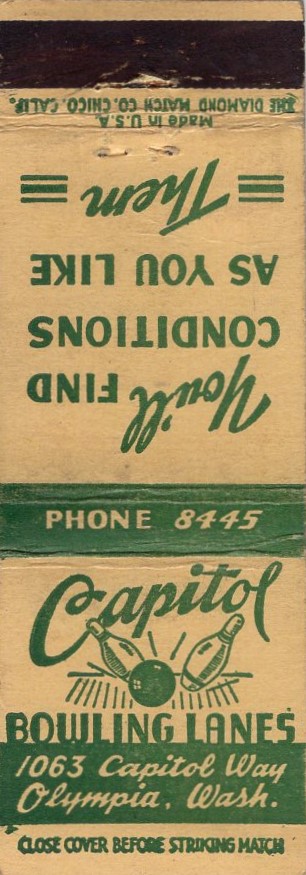 Capitol
BOWLING LANES
1063 Capitol Way
Olympia, Wash.
CLOSE COVER BEFORE STRIKING MATCH
PHONE 8445
You'll FIND
CONDITIONS
AS YOU LIKE
Them
Made in U.S.A.
THE DIAMOND MATCH CO. CHICO, CALIF.